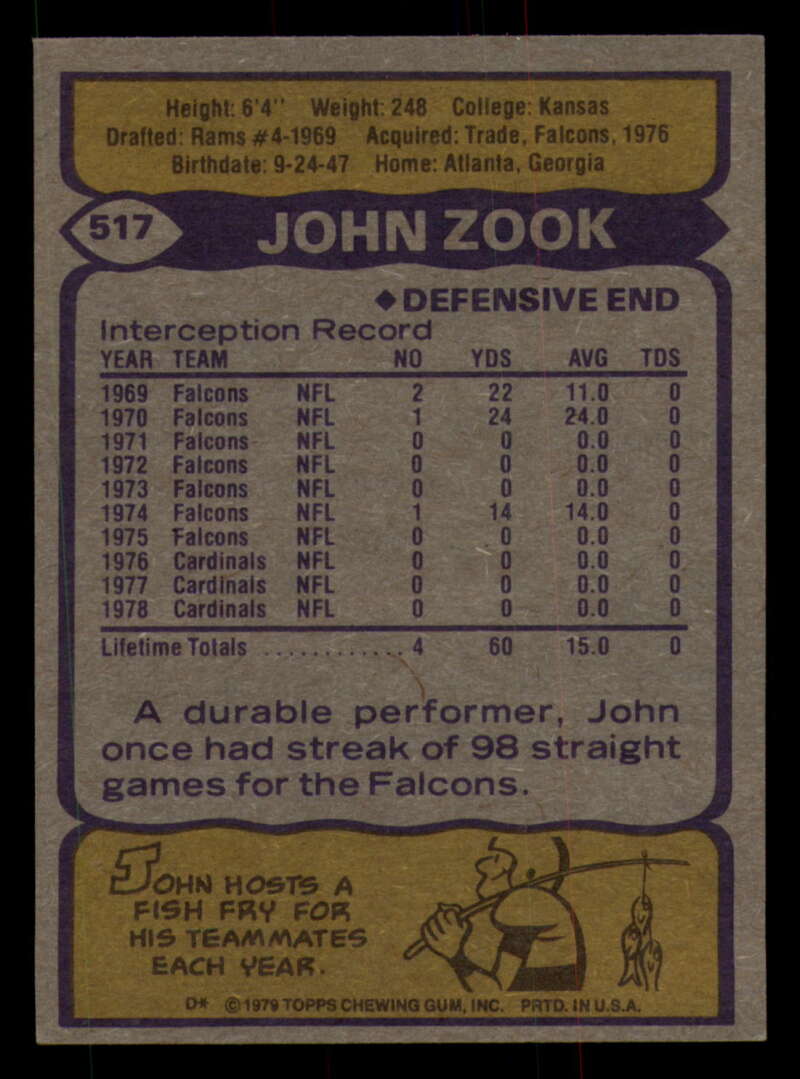 Height: 6'4" Weight: 248 College: Kansas
Drafted: Rams #4-1969 Acquired: Trade, Falcons, 1976
Birthdate: 9-24-47 Home: Atlanta, Georgia
517 JOHN ZOOK
♦ DEFENSIVE END
Interception Record
YEAR TEAM NO YDS AVG TDS
1969 Falcons NFL 2 22 11.0 0
1970 Falcons NFL 1 24 24.0 0
1971 Falcons NFL 0 0 0.0 0
1972 Falcons NFL 0 0 0.0 0
1973 Falcons NFL 0 0 0.0 0
1974 Falcons NFL 1 14 14.0 0
1975 Falcons NFL 0 0 0.0 0
1976 Cardinals NFL 0 0 0.0 0
1977 Cardinals NFL 0 0 0.0 0
1978 Cardinals NFL 0 0 0.0 0
Lifetime Totals ............ 4 60 15.0 0
A durable performer, John
once had streak of 98 straight
games for the Falcons.
JOHN HOSTS A
FISH FRY FOR
HIS TEAMMATES
EACH YEAR.
D* © 1979 TOPPS CHEWING GUM, INC. PRTD. IN U.S.A.